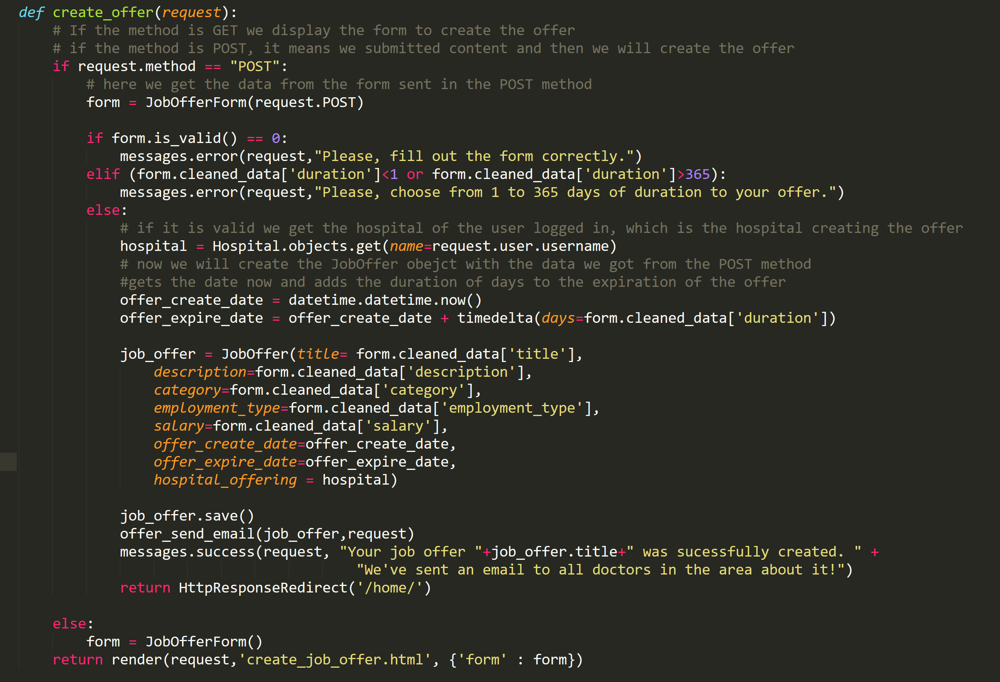 def create_offer(request):
    # If the method is GET we display the form to create the offer
    # if the method is POST, it means we submitted content and then we will create the offer
    if request.method == "POST":
        # here we get the data from the form sent in the POST method
        form = JobOfferForm(request.POST)

        if form.is_valid() == 0:
            messages.error(request,"Please, fill out the form correctly.")
        elif (form.cleaned_data['duration']<1 or form.cleaned_data['duration']>365):
            messages.error(request,"Please, choose from 1 to 365 days of duration to your offer.")
        else:
            # if it is valid we get the hospital of the user logged in, which is the hospital creating the offer
            hospital = Hospital.objects.get(name=request.user.username)
            # now we will create the JobOffer obejct with the data we got from the POST method
            #gets the date now and adds the duration of days to the expiration of the offer
            offer_create_date = datetime.datetime.now()
            offer_expire_date = offer_create_date + timedelta(days=form.cleaned_data['duration'])

            job_offer = JobOffer(title= form.cleaned_data['title'],
                description=form.cleaned_data['description'],
                category=form.cleaned_data['category'],
                employment_type=form.cleaned_data['employment_type'],
                salary=form.cleaned_data['salary'],
                offer_create_date=offer_create_date,
                offer_expire_date=offer_expire_date,
                hospital_offering = hospital)

            job_offer.save()
            offer_send_email(job_offer,request)
            messages.success(request, "Your job offer "+job_offer.title+" was sucessfully created. " +
                                        "We've sent an email to all doctors in the area about it!")
            return HttpResponseRedirect('/home/')

    else:
        form = JobOfferForm()
    return render(request,'create_job_offer.html', {'form' : form})